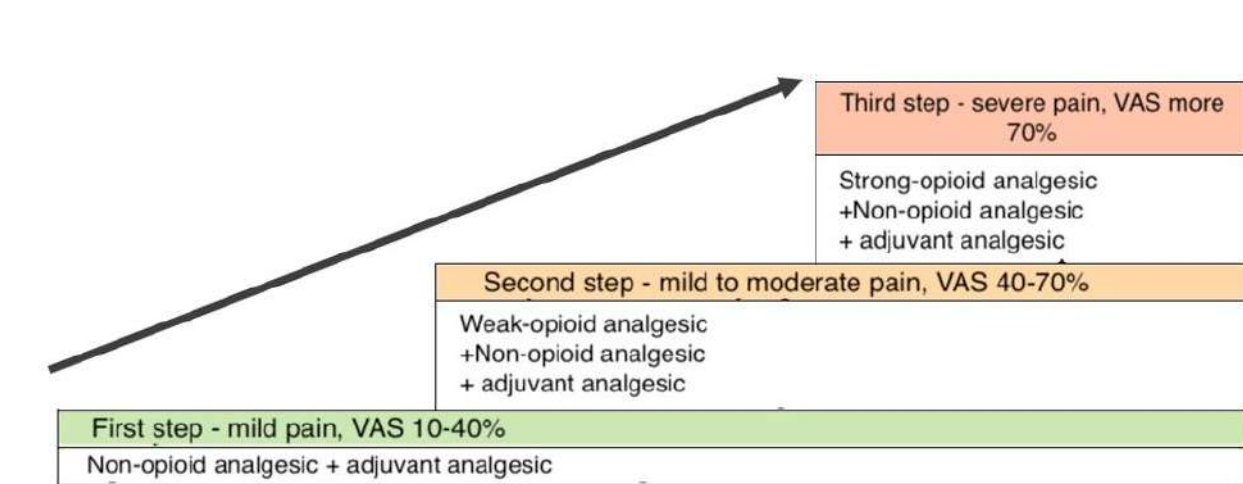 Third step - severe pain, VAS more
70%
Strong-opioid analgesic
+Non-opioid analgesic
+ adjuvant analgesic
Second step - mild to moderate pain, VAS 40-70%
Weak-opioid analgesic
+Non-opioid analgesic
+ adjuvant analgesic
First step - mild pain, VAS 10-40%
Non-opioid analgesic + adjuvant analgesic